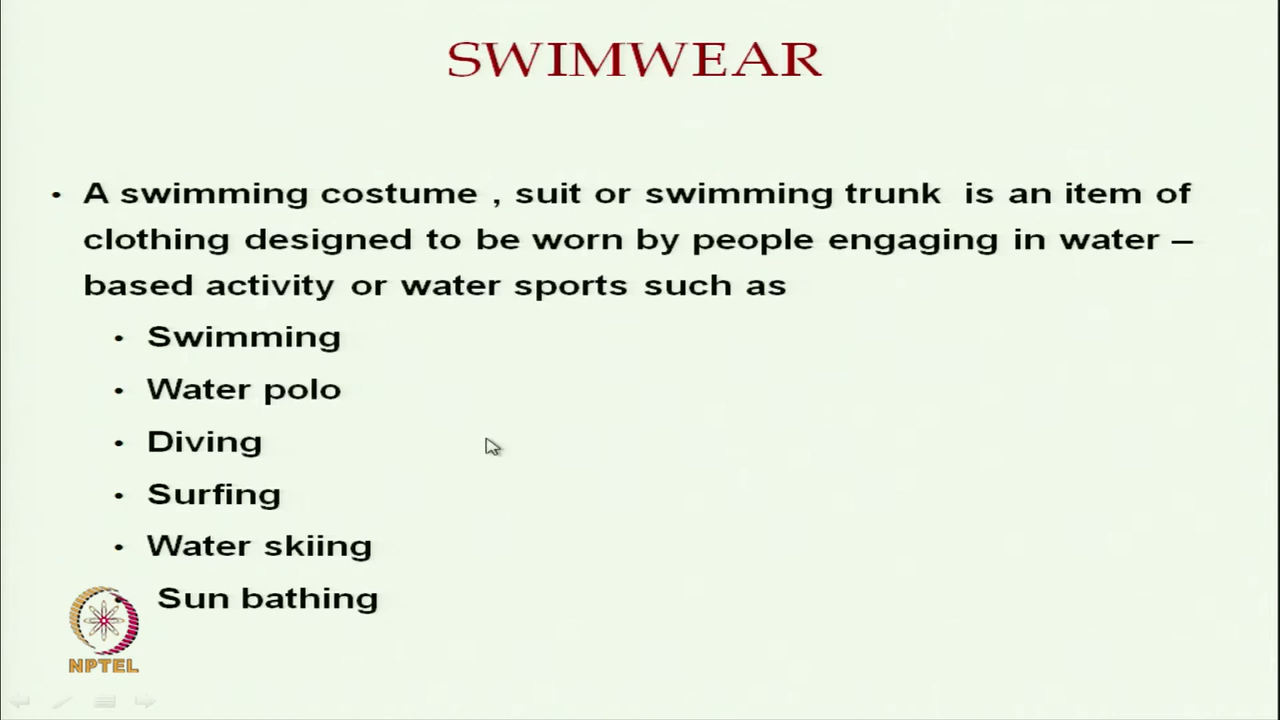 SWIMWEAR
• A swimming costume , suit or swimming trunk is an item of
clothing designed to be worn by people engaging in water –
based activity or water sports such as
• Swimming
• Water polo
• Diving
• Surfing
• Water skiing
• Sun bathing
NPTEL